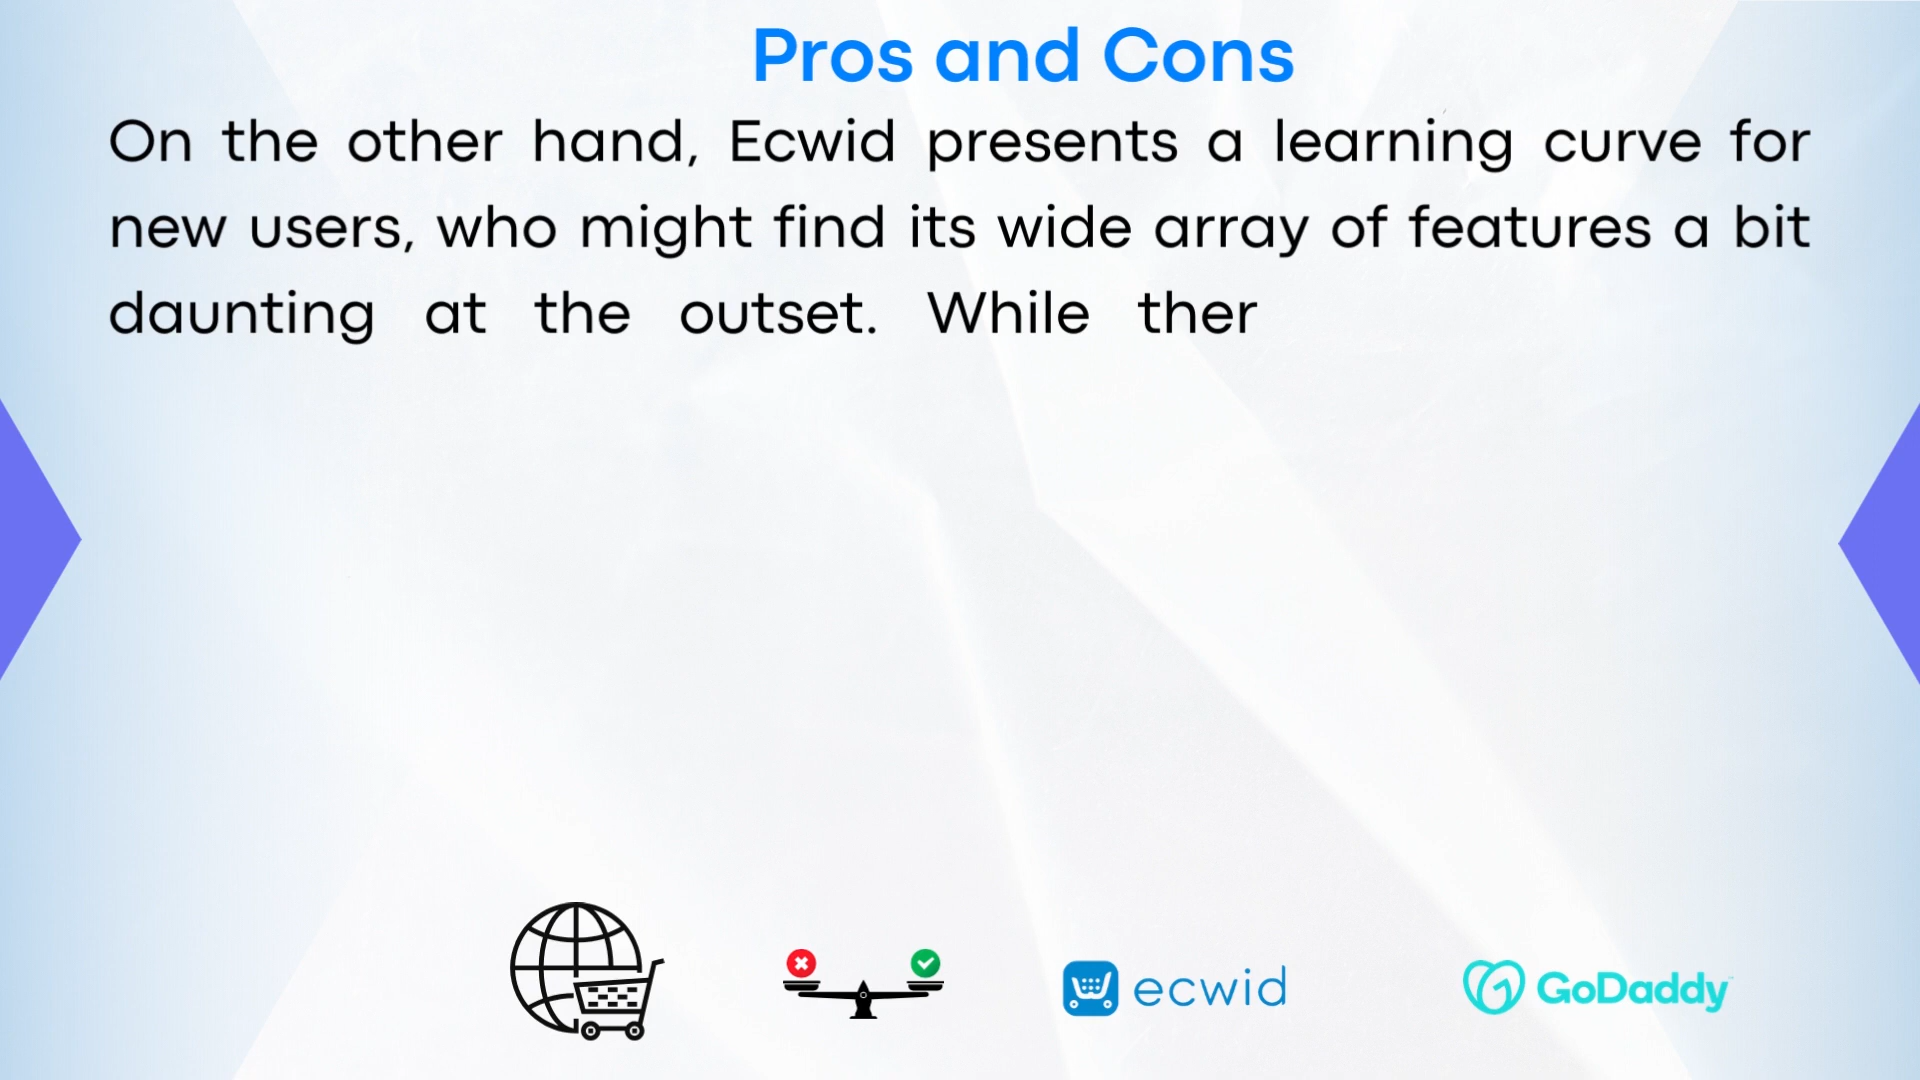 Pros and Cons
On the other hand, Ecwid presents a learning curve for
new users, who might find its wide array of features a bit
daunting at the outset. While ther
ecwid
GoDaddy